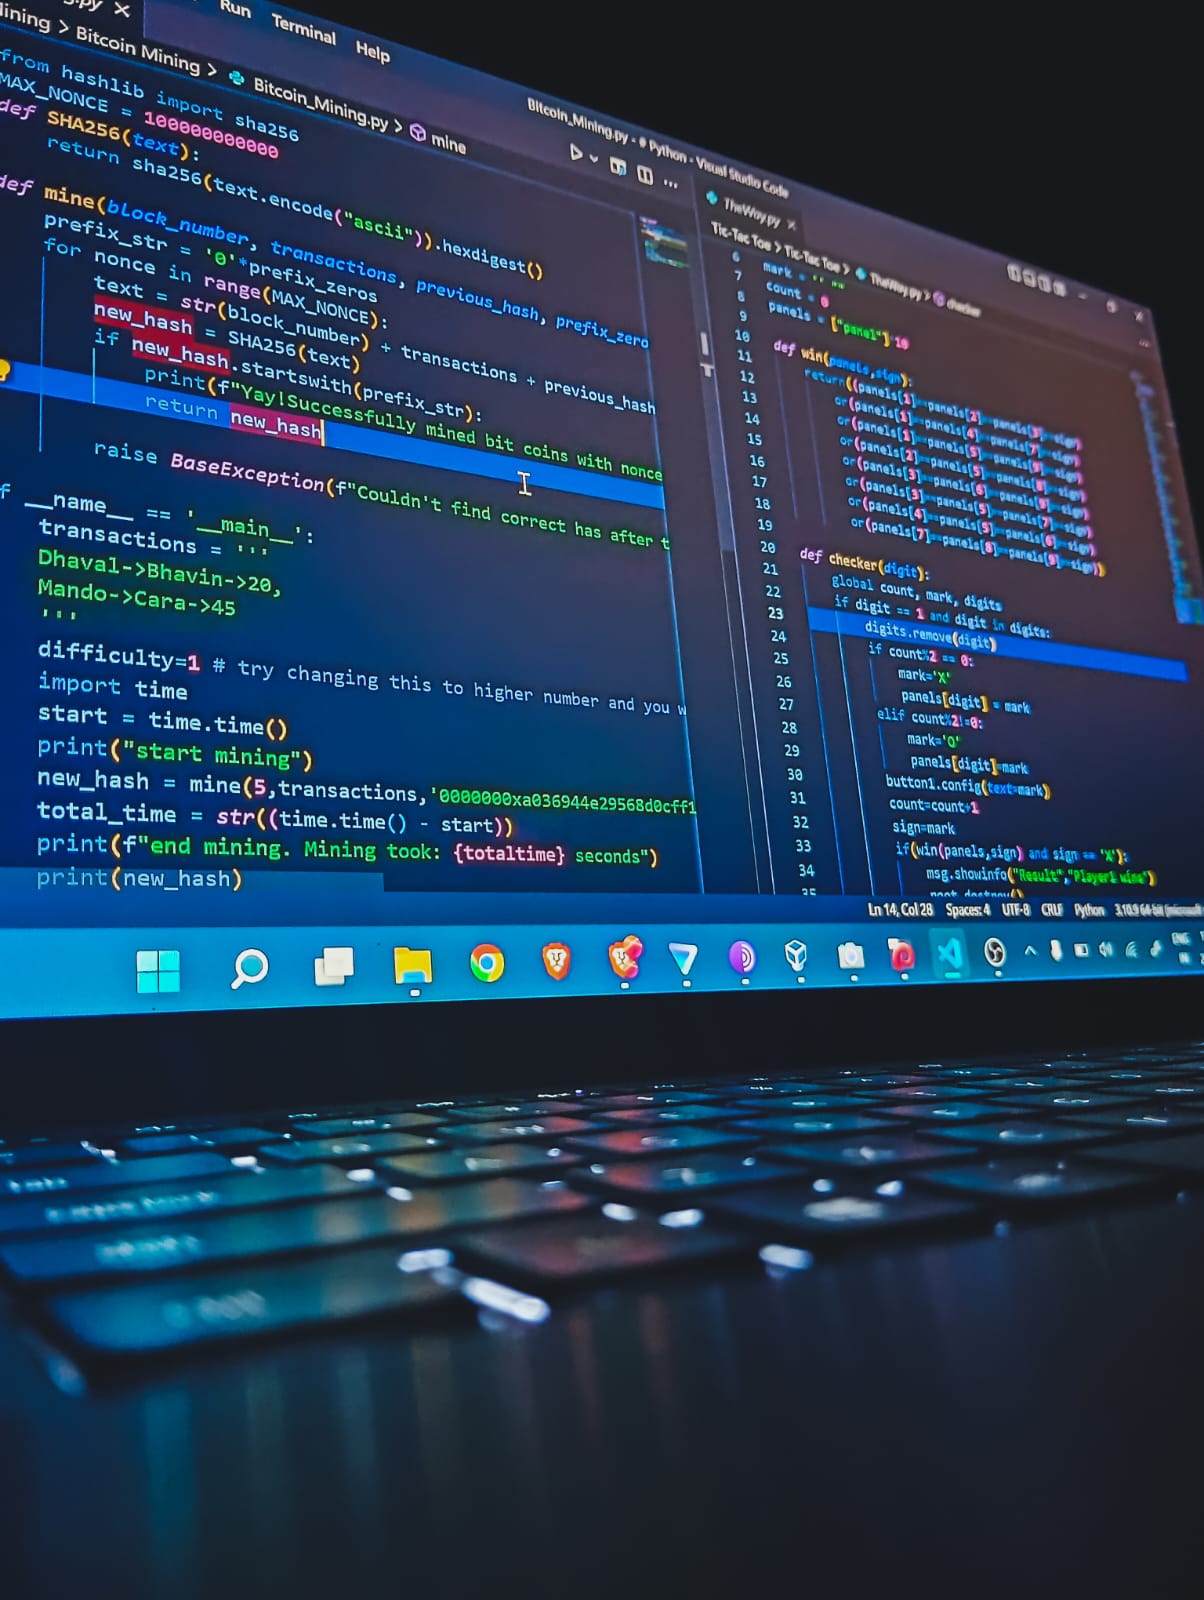 g.py ×
Run Terminal Help
Mining > Bitcoin Mining > Bitcoin_Mining.py > mine
from hashlib import sha256
MAX_NONCE = 100000000000
def SHA256(text):
return sha256(text.encode("ascii")).hexdigest()
def mine(block_number, transactions, previous_hash, prefix_zero
prefix_str = '0'*prefix_zeros
for nonce in range(MAX_NONCE):
text = str(block_number) + transactions + previous_hash
new_hash = SHA256(text)
if new_hash.startswith(prefix_str):
print(f"Yay!Successfully mined bit coins with nonce
return new_hash
raise BaseException(f"Couldn't find correct has after t
f __name__ == '__main__':
transactions = '''
Dhaval->Bhavin->20,
Mando->Cara->45
'''
difficulty=1 # try changing this to higher number and you w
import time
start = time.time()
print("start mining")
new_hash = mine(5,transactions,'0000000xa036944e29568d0cff1
total_time = str((time.time() - start))
print(f"end mining. Mining took: {totaltime} seconds")
print(new_hash)
Bitcoin_Mining.py - Python - Visual Studio Code
TheWay.py ×
Tic-Tac Toe > Tic-Tac Toe > TheWay.py > checker
6 mark = ""
7 count = 0
8 panels = ["panel"]*10
9
10 def win(panels,sign):
11 return((panels[1]==panels[2]==panels[3]==sign)
12 or(panels[1]==panels[4]==panels[7]==sign)
13 or(panels[1]==panels[5]==panels[9]==sign)
14 or(panels[2]==panels[5]==panels[8]==sign)
15 or(panels[3]==panels[6]==panels[9]==sign)
16 or(panels[3]==panels[5]==panels[7]==sign)
17 or(panels[4]==panels[5]==panels[6]==sign)
18 or(panels[7]==panels[8]==panels[9]==sign))
19
20 def checker(digit):
21 global count, mark, digits
22 if digit == 1 and digit in digits:
23 digits.remove(digit)
24 if count%2 == 0:
25 mark='X'
26 panels[digit] = mark
27 elif count%2!=0:
28 mark='O'
29 panels[digit]=mark
30 button1.config(text=mark)
31 count=count+1
32 sign=mark
33 if(win(panels,sign) and sign == 'X'):
34 msg.showinfo("Result","Player1 wins")
35 root.destroy()
Ln 14, Col 28 Spaces: 4 UTF-8 CRLF Python 3.10.9 64-bit (microsoft
ENG
IN